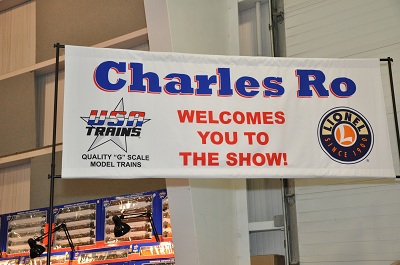 Charles Ro
USA
TRAINS
QUALITY "G" SCALE
MODEL TRAINS
WELCOMES
YOU TO
THE SHOW!
LIONEL
L
SINCE 1900